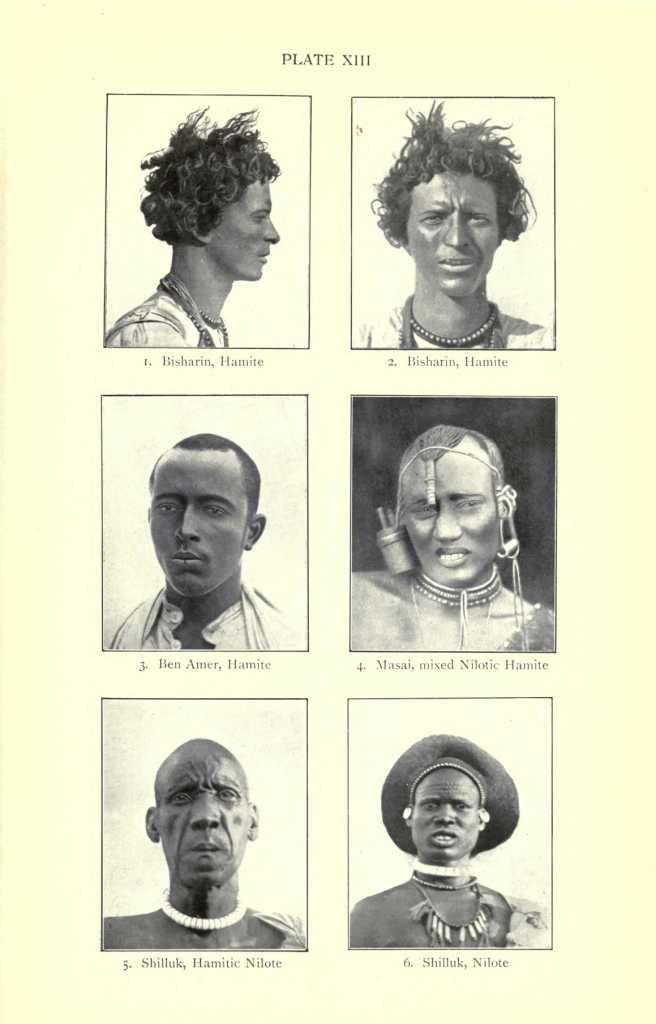 PLATE XIII
1. Bisharin, Hamite
2. Bisharin, Hamite
3. Ben Amer, Hamite
4. Masai, mixed Nilotic Hamite
5. Shilluk, Hamitic Nilote
6. Shilluk, Nilote